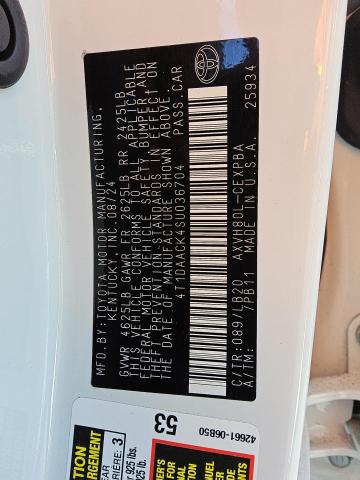 MFD.BY:TOYOTA MOTOR MANUFACTURING,
KENTUCKY, INC. 08/24
GVWR 4625LB GAWR FR 2625LB RR 2425LB
THIS VEHICLE CONFORMS TO ALL APPLICABLE
FEDERAL MOTOR VEHICLE SAFETY, BUMPER, AND
THEFT PREVENTION STANDARDS IN EFFECT ON
THE DATE OF MANUFACTURE SHOWN ABOVE.
4T1DAACK4SU036704 PASS.CAR
C/TR:089/LB20 AXVH80L-CEXPBA
A/TM: /PB11 MADE IN U.S.A. 25934
TOYOTA
53
42661-06B50